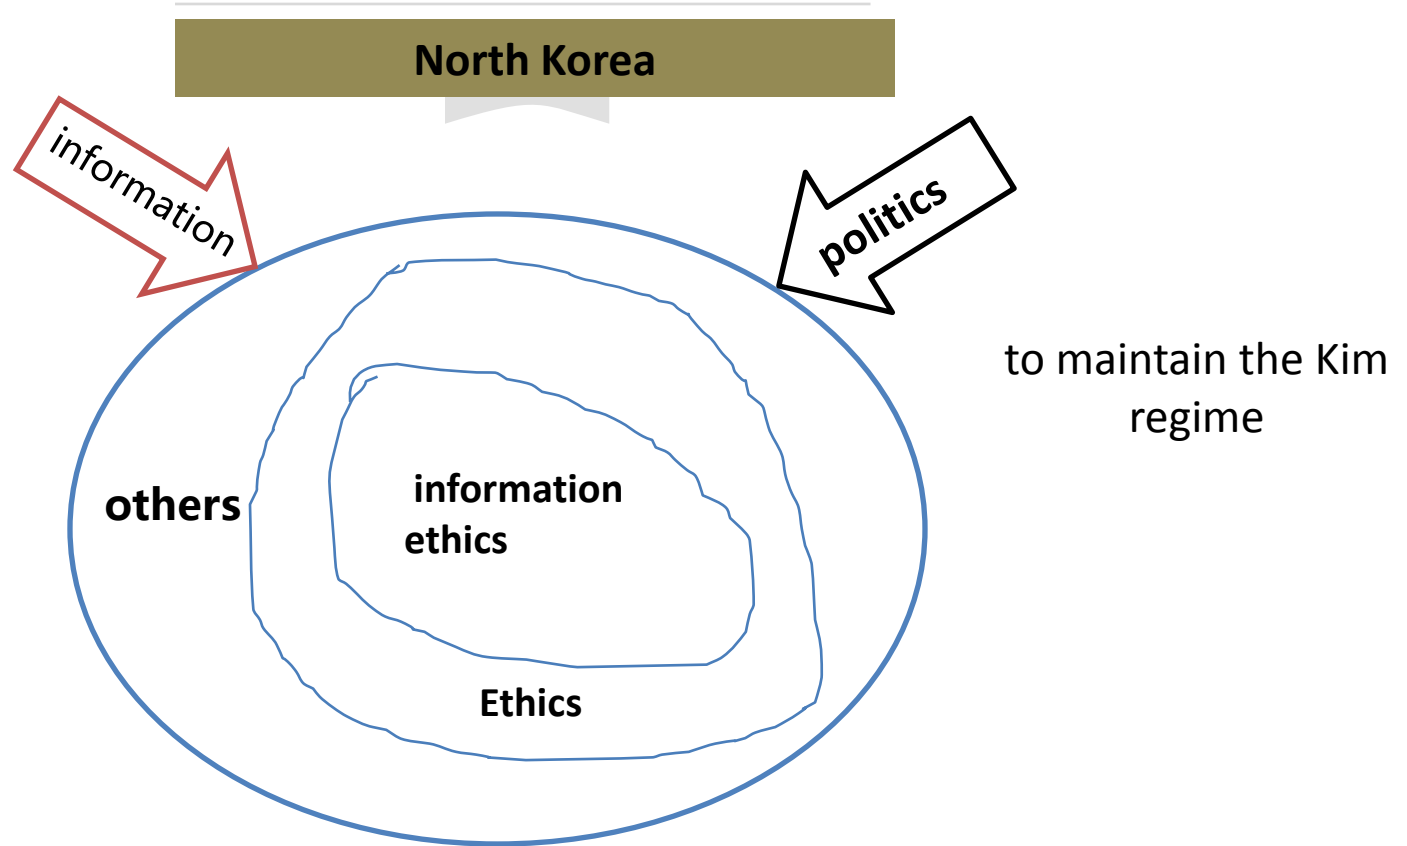 North Korea
information
politics
to maintain the Kim
regime
others
information
ethics
Ethics